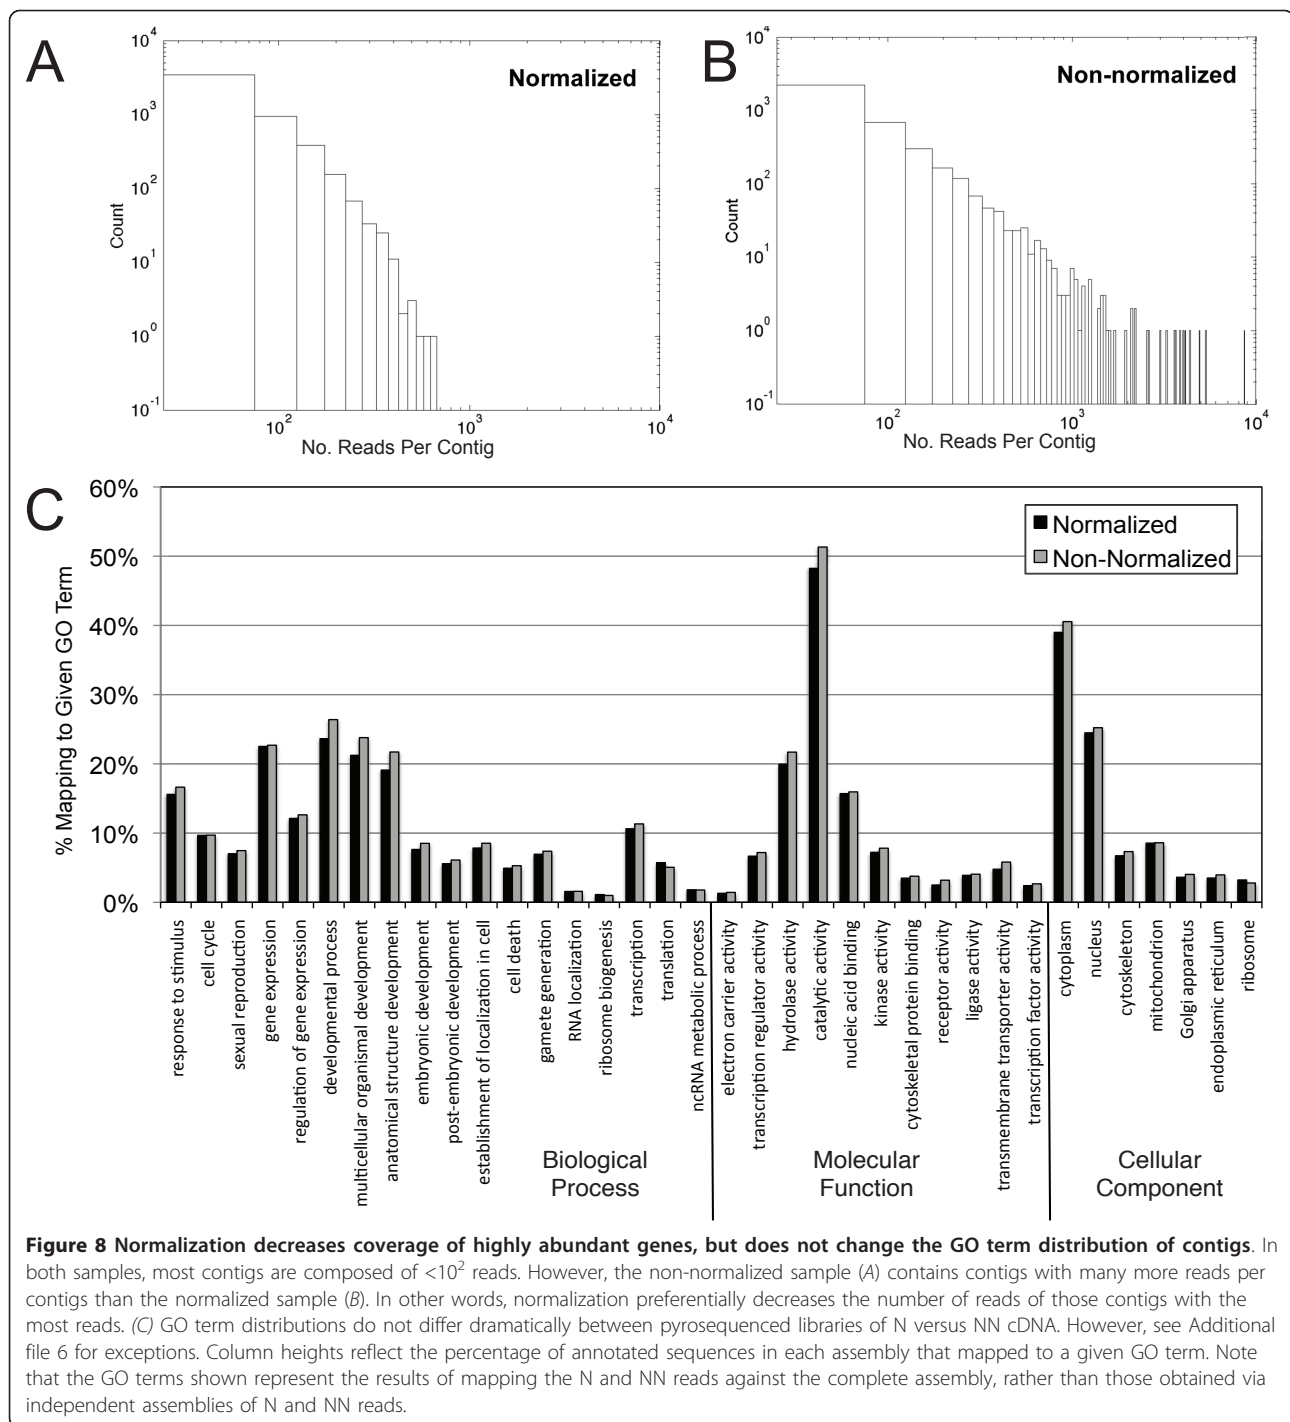 A
Normalized
10^4
10^3
10^2
10^1
10^0
10^-1
Count
10^2
10^3
10^4
No. Reads Per Contig
B
Non-normalized
10^4
10^3
10^2
10^1
10^0
10^-1
Count
10^2
10^3
10^4
No. Reads Per Contig
C
% Mapping to Given GO Term
60%
50%
40%
30%
20%
10%
0%
Normalized
Non-Normalized
response to stimulus
cell cycle
sexual reproduction
gene expression
regulation of gene expression
developmental process
multicellular organismal development
anatomical structure development
embryonic development
post-embryonic development
establishment of localization in cell
cell death
gamete generation
RNA localization
ribosome biogenesis
transcription
translation
ncRNA metabolic process
electron carrier activity
transcription regulator activity
hydrolase activity
catalytic activity
nucleic acid binding
kinase activity
cytoskeletal protein binding
receptor activity
ligase activity
transmembrane transporter activity
transcription factor activity
cytoplasm
nucleus
cytoskeleton
mitochondrion
Golgi apparatus
endoplasmic reticulum
ribosome
Biological
Process
Molecular
Function
Cellular
Component
Figure 8 Normalization decreases coverage of highly abundant genes, but does not change the GO term distribution of contigs. In
both samples, most contigs are composed of <10^2 reads. However, the non-normalized sample (A) contains contigs with many more reads per
contigs than the normalized sample (B). In other words, normalization preferentially decreases the number of reads of those contigs with the
most reads. (C) GO term distributions do not differ dramatically between pyrosequenced libraries of N versus NN cDNA. However, see Additional
file 6 for exceptions. Column heights reflect the percentage of annotated sequences in each assembly that mapped to a given GO term. Note
that the GO terms shown represent the results of mapping the N and NN reads against the complete assembly, rather than those obtained via
independent assemblies of N and NN reads.